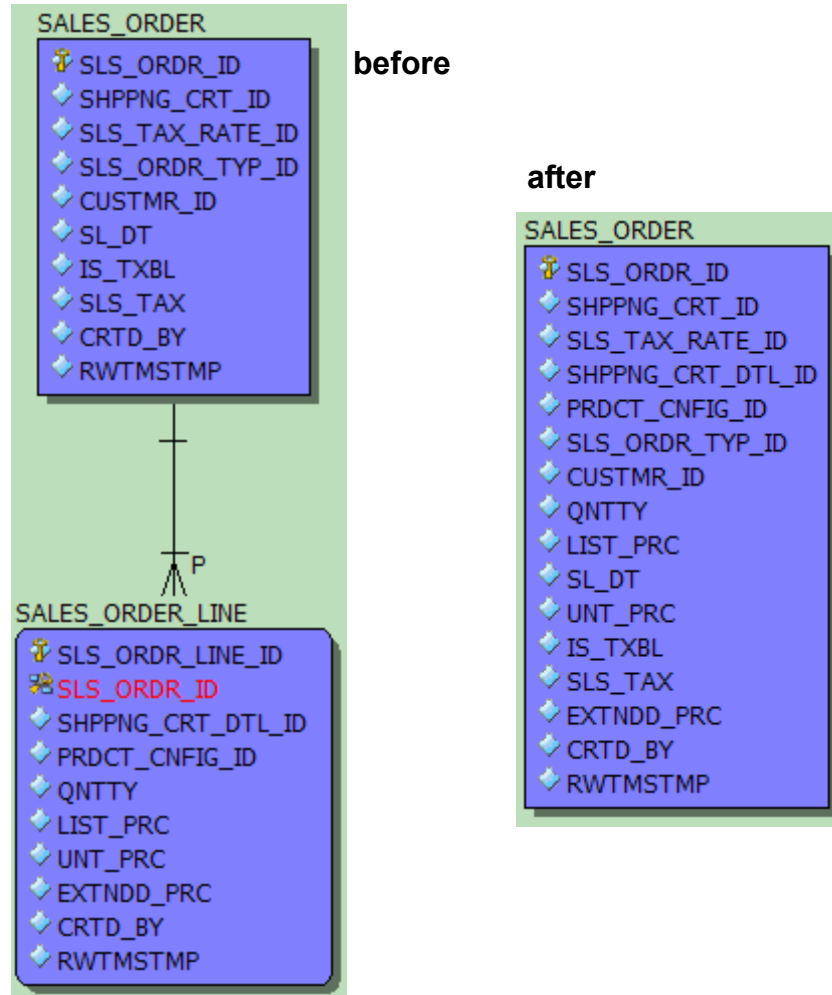 SALES_ORDER
SLS_ORDR_ID
SHPPNG_CRT_ID
SLS_TAX_RATE_ID
SLS_ORDR_TYP_ID
CUSTMR_ID
SL_DT
IS_TXBL
SLS_TAX
CRTD_BY
RWTMSTMP
before
P
SALES_ORDER_LINE
SLS_ORDR_LINE_ID
SLS_ORDR_ID
SHPPNG_CRT_DTL_ID
PRDCT_CNFIG_ID
QNTTY
LIST_PRC
UNT_PRC
EXTNDD_PRC
CRTD_BY
RWTMSTMP
after
SALES_ORDER
SLS_ORDR_ID
SHPPNG_CRT_ID
SLS_TAX_RATE_ID
SHPPNG_CRT_DTL_ID
PRDCT_CNFIG_ID
SLS_ORDR_TYP_ID
CUSTMR_ID
QNTTY
LIST_PRC
SL_DT
UNT_PRC
IS_TXBL
SLS_TAX
EXTNDD_PRC
CRTD_BY
RWTMSTMP